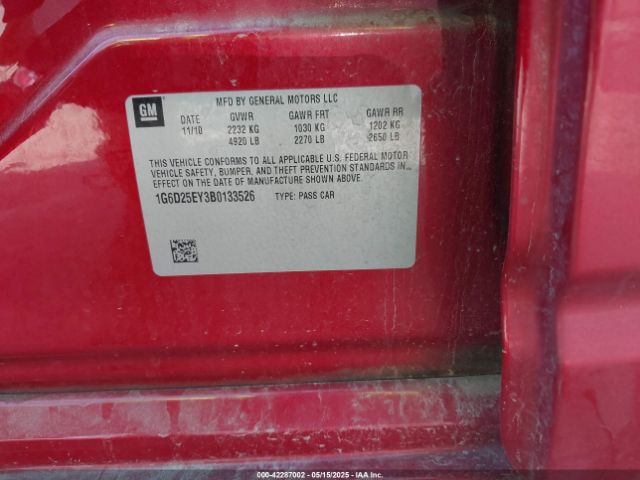 GM
MFD BY GENERAL MOTORS LLC
DATE GVWR GAWR FRT GAWR RR
11/10 2232 KG 1030 KG 1202 KG
4920 LB 2270 LB 2650 LB
THIS VEHICLE CONFORMS TO ALL APPLICABLE U.S. FEDERAL MOTOR
VEHICLE SAFETY, BUMPER, AND THEFT PREVENTION STANDARDS IN
EFFECT ON THE DATE OF MANUFACTURE SHOWN ABOVE.
1G6D25EY3B0133526 TYPE: PASS CAR
000-42287002 - 05/15/2025 - IAAI, Inc.